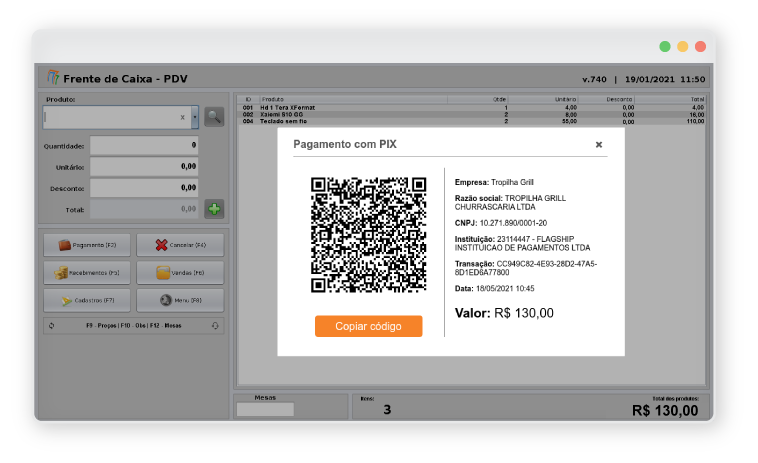 Frente de Caixa - PDV
v.740 | 19/01/2021 11:50
Produto:
x
Quantidade: 0
Unitário: 0,00
Desconto: 0,00
Total: 0,00
Pagamento (F3) Cancelar (F4)
Recebimentos (F5) Vendas (F6)
Cadastros (F7) Menu (F8)
F9 - Propos | F10 - Obs | F12 - Mesas
ID Produto Qtde Unitário Desconto Total
001 Hd 1 Tera XFormat 1 4,00 0,00 4,00
002 Xaiomi S10 GG 2 8,00 0,00 16,00
004 Teclado sem fio 2 55,00 0,00 110,00
Pagamento com PIX
Empresa: Tropilha Grill
Razão social: TROPILHA GRILL
CHURRASCARIA LTDA
CNPJ: 10.271.890/0001-20
Instituição: 23114447 - FLAGSHIP
INSTITUICAO DE PAGAMENTOS LTDA
Transação: CC949C82-4E93-28D2-47A5-
8D1ED6A77800
Data: 18/05/2021 10:45
Valor: R$ 130,00
Copiar código
Mesas
Itens:
3
Total dos produtos:
R$ 130,00